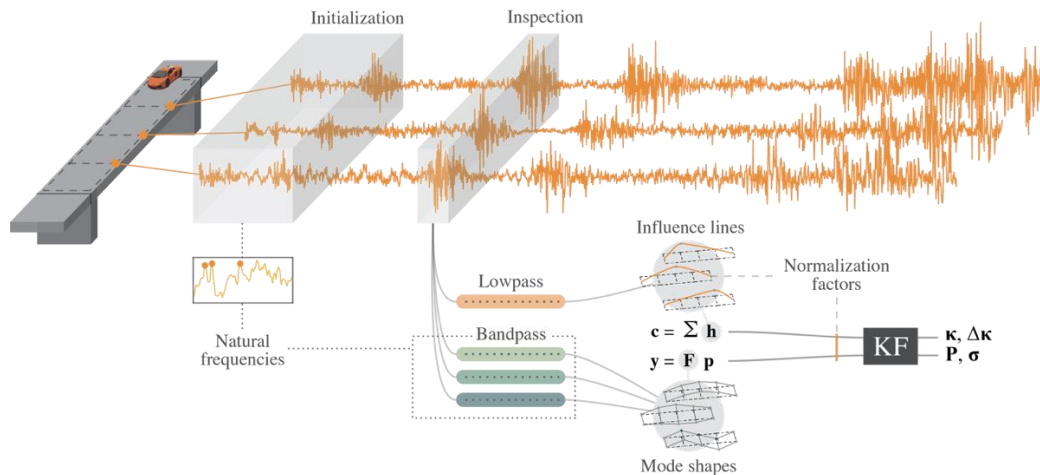 Initialization
Inspection
Influence lines
Lowpass
Normalization
factors
Natural
frequencies
Bandpass
c = Σ h
y = F p
KF
κ, Δκ
P, σ
Mode shapes